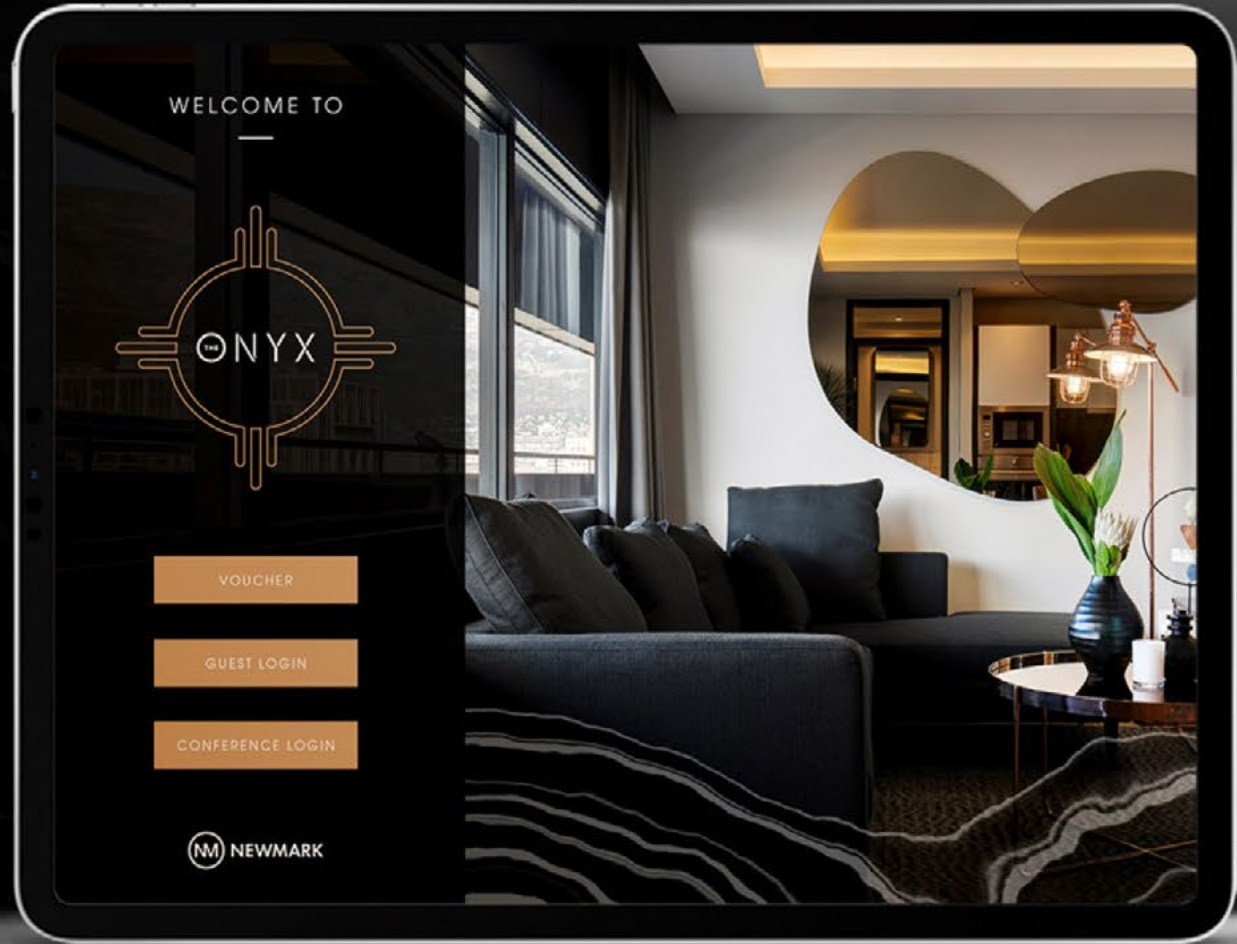 WELCOME TO
THE ONYX
VOUCHER
GUEST LOGIN
CONFERENCE LOGIN
NM NEWMARK